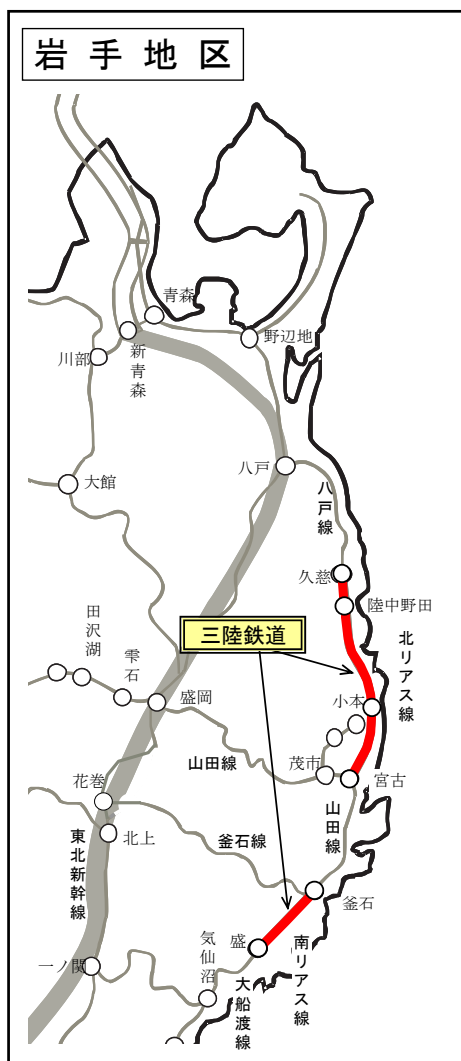 岩手地区
青森
野辺地
新青森
川部
八戸
大館
八戸線
久慈
陸中野田
田沢湖
雫石
三陸鉄道
北リアス線
小本
盛岡
山田線
茂市
宮古
花巻
山田線
北上
釜石線
東北新幹線
釜石
気仙沼
盛
南リアス線
一ノ関
大船渡線